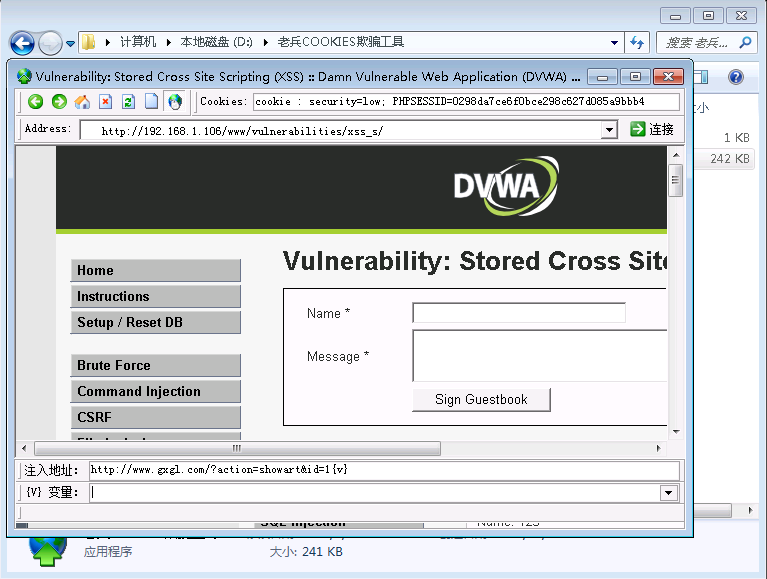 计算机 本地磁盘 (D:) 老兵COOKIES欺骗工具
搜索 老兵...
Vulnerability: Stored Cross Site Scripting (XSS) :: Damn Vulnerable Web Application (DVWA) ...
Cookies: cookie : security=low; PHPSESSID=0298da7ce6f0bce298c627d085a9bbb4
Address: http://192.168.1.106/www/vulnerabilities/xss_s/ 连接
1 KB
242 KB
DVWA
Vulnerability: Stored Cross Site
Home
Instructions
Setup / Reset DB
Name *
Message *
Sign Guestbook
Brute Force
Command Injection
CSRF
注入地址: http://www.gxgl.com/?action=showart&id=1{v}
{V} 变量:
SQL Injection
Name: 123
应用程序 大小: 241 KB